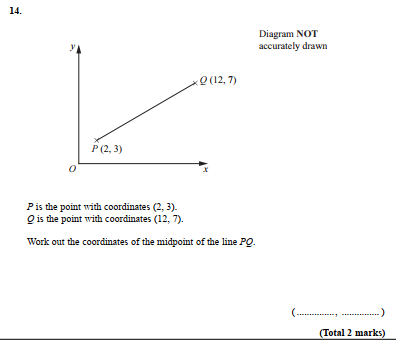 14.
Diagram NOT
accurately drawn
y
Q (12, 7)
P (2, 3)
O
x
P is the point with coordinates (2, 3).
Q is the point with coordinates (12, 7).
Work out the coordinates of the midpoint of the line PQ.
(..............., ...............)
(Total 2 marks)